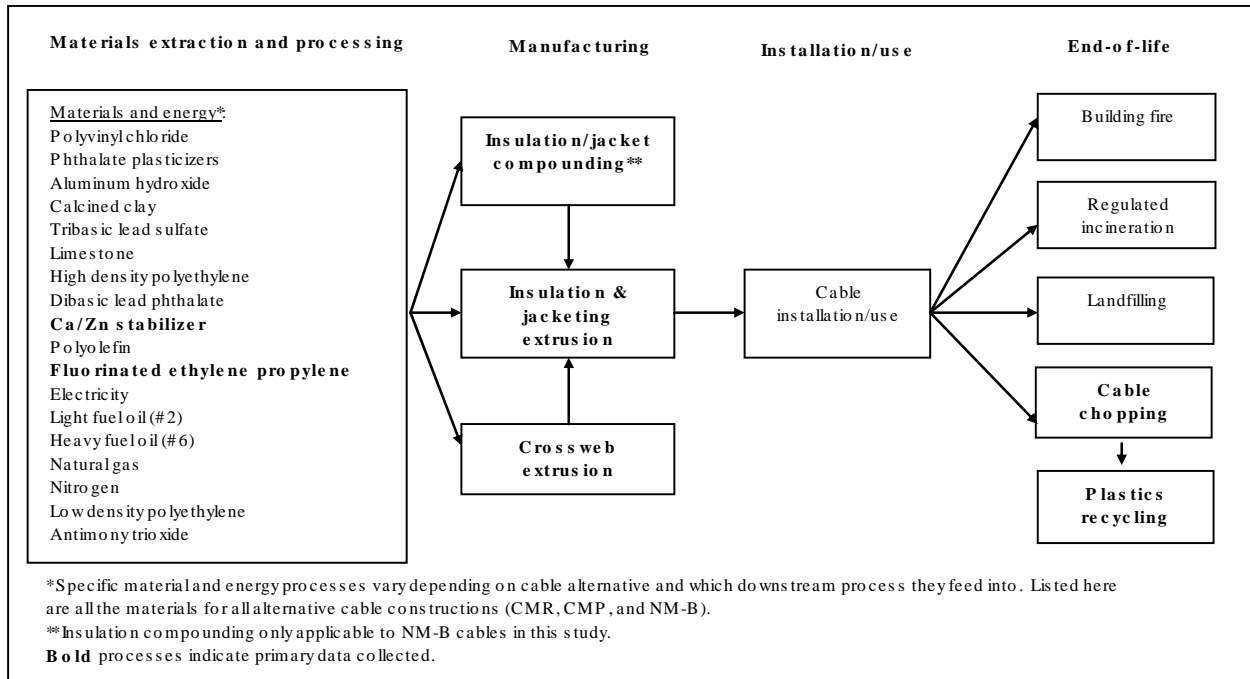 Materials extraction and processing
Manufacturing
Installation/use
End-of-life
Materials and energy*:
Polyvinyl chloride
Phthalate plasticizers
Aluminum hydroxide
Calcined clay
Tribasic lead sulfate
Limestone
High density polyethylene
Dibasic lead phthalate
Ca/Zn stabilizer
Polyolefin
Fluorinated ethylene propylene
Electricity
Light fuel oil (#2)
Heavy fuel oil (#6)
Natural gas
Nitrogen
Low density polyethylene
Antimony trioxide
Insulation/jacket
compounding**
Insulation &
jacketing
extrusion
Crossweb
extrusion
Cable
installation/use
Building fire
Regulated
incineration
Landfilling
Cable
chopping
Plastics
recycling
*Specific material and energy processes vary depending on cable alternative and which downstream process they feed into. Listed here
are all the materials for all alternative cable constructions (CMR, CMP, and NM-B).
**Insulation compounding only applicable to NM-B cables in this study.
Bold processes indicate primary data collected.